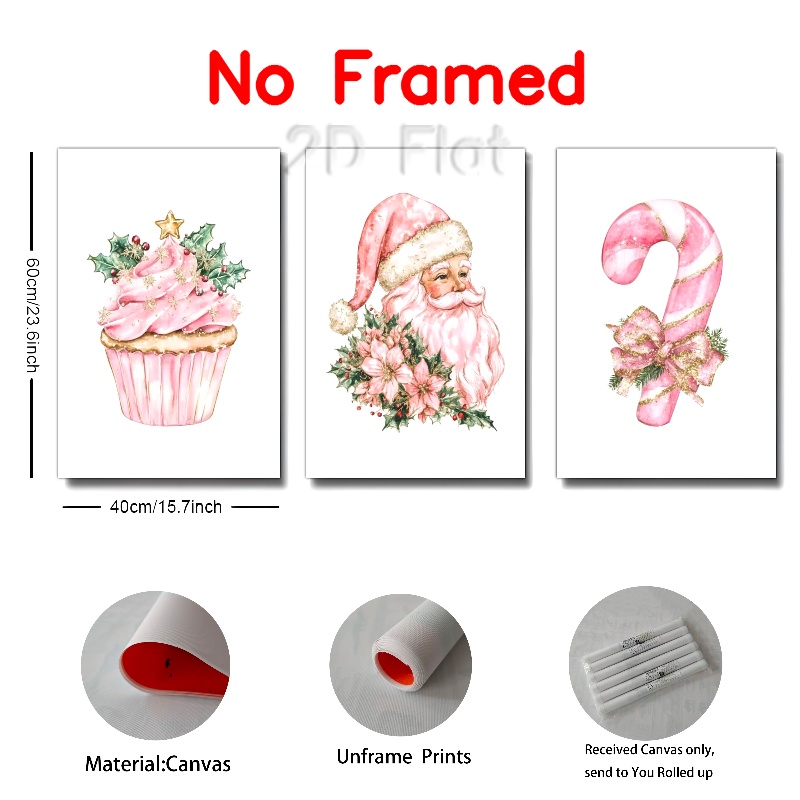 No Framed
2D Flat
60cm/23.6inch
40cm/15.7inch
Material:Canvas
Unframe Prints
Received Canvas only,
send to You Rolled up